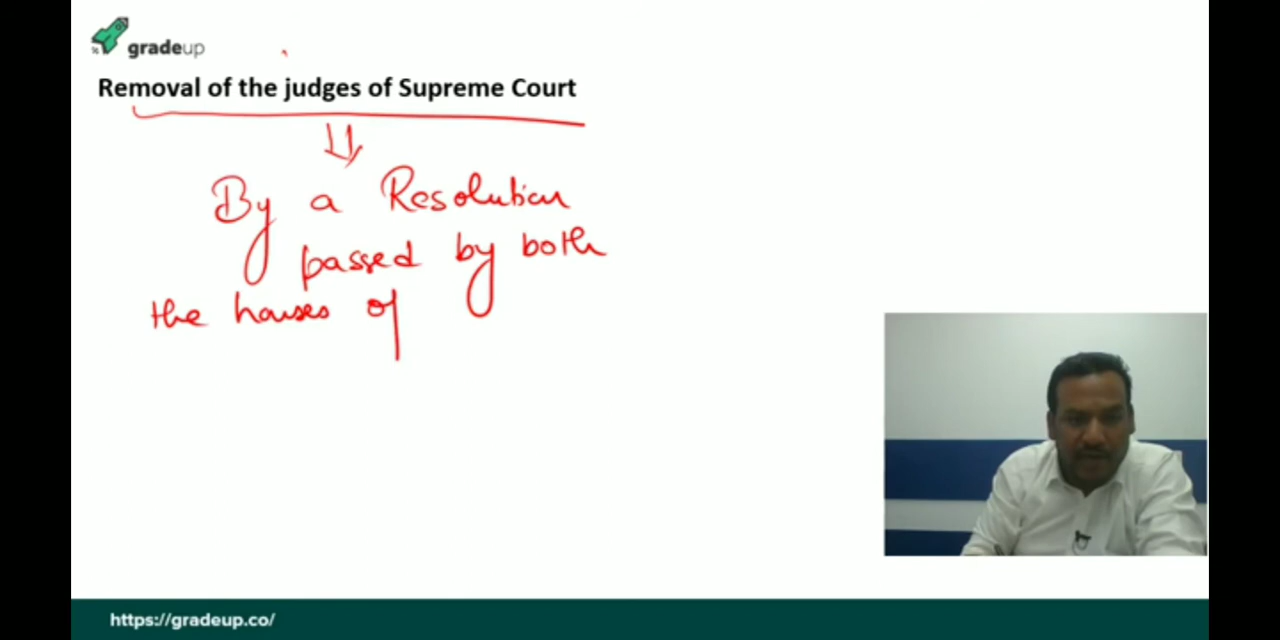 gradeup
Removal of the judges of Supreme Court
By a Resolution
passed by both
the houses of
https://gradeup.co/